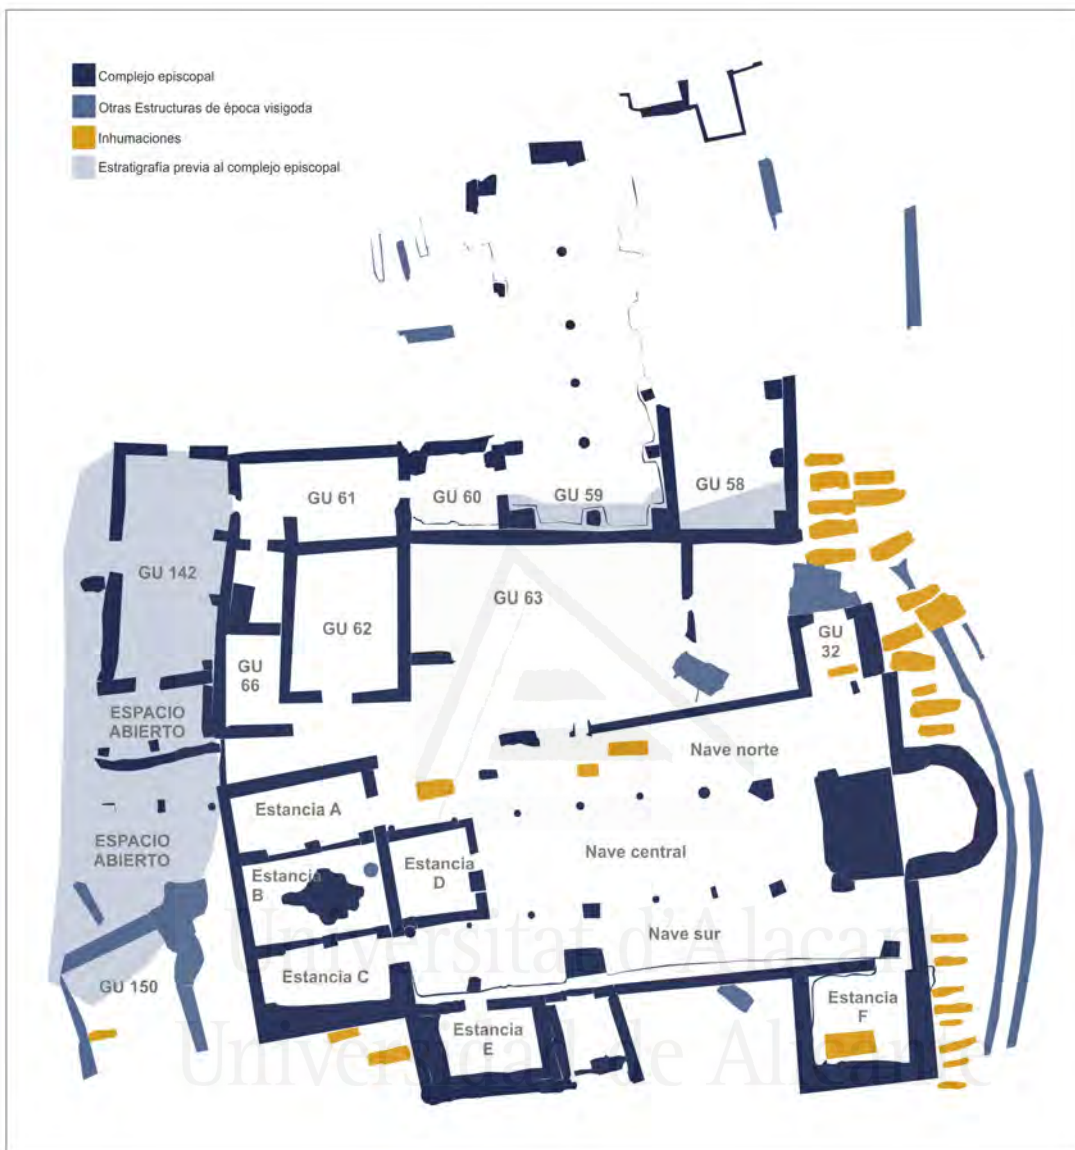 Complejo episcopal
Otras Estructuras de época visigoda
Inhumaciones
Estratigrafía previa al complejo episcopal
GU 61
GU 60
GU 59
GU 58
GU 142
GU 63
GU 62
GU
66
GU
32
ESPACIO
ABIERTO
Nave norte
Estancia A
ESPACIO
ABIERTO
Estancia
B
Estancia
D
Nave central
Nave sur
Estancia C
GU 150
Estancia
E
Estancia
F
Universitat d'Alacant
Universidad de Alicante